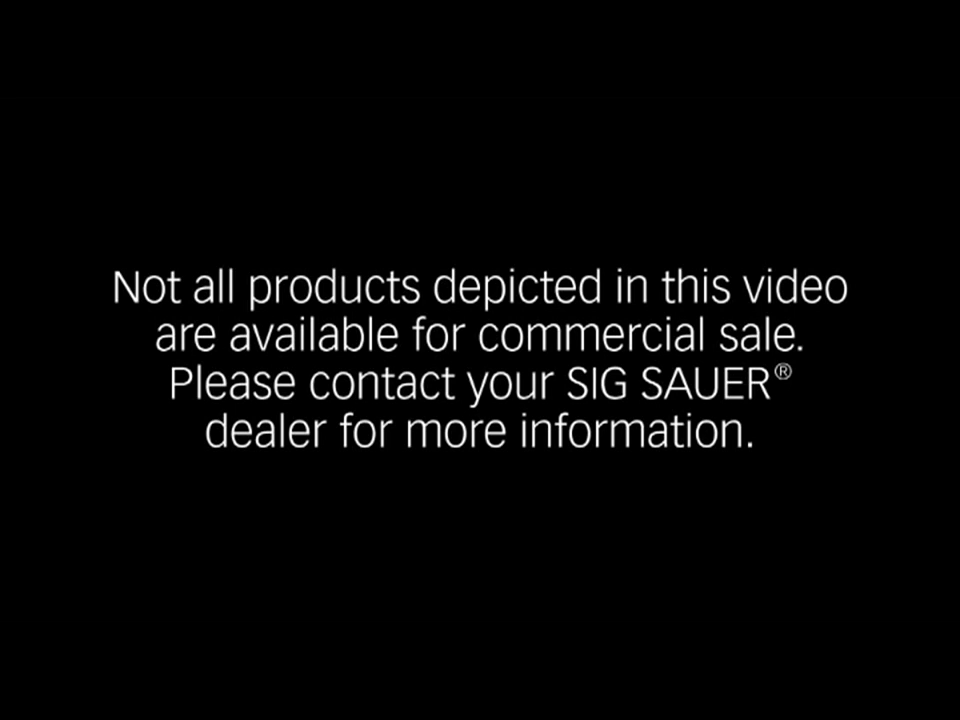 Not all products depicted in this video
are available for commercial sale.
Please contact your SIG SAUER®
dealer for more information.